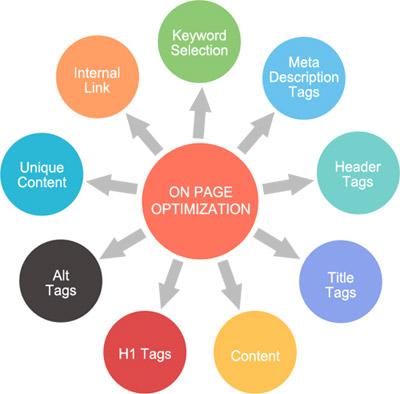 Keyword
Selection
Meta
Description
Tags
Header
Tags
Title
Tags
Content
H1 Tags
Alt
Tags
Unique
Content
Internal
Link
ON PAGE
OPTIMIZATION